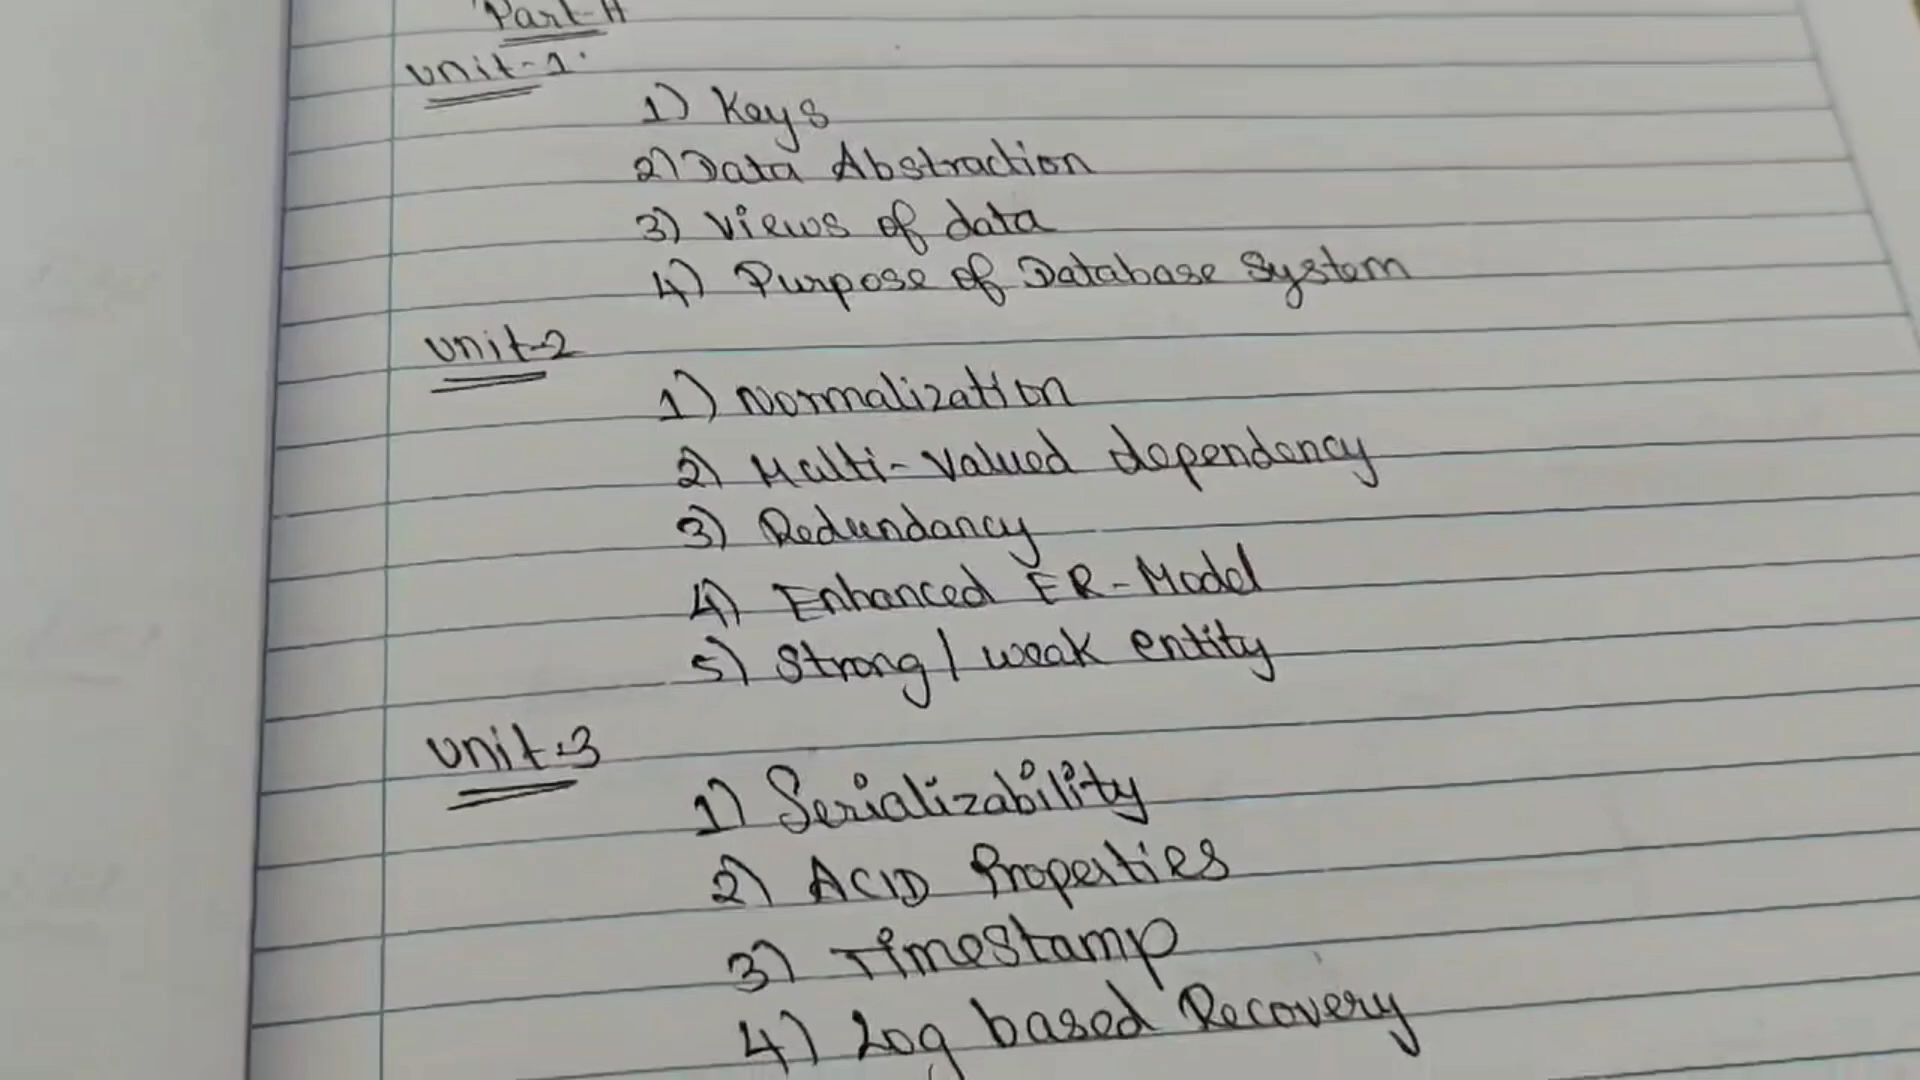 Part-A
Unit-1.
1) Keys
2) Data Abstraction
3) Views of data
4) Purpose of Database System
Unit-2
1) Normalization
2) Multi-Valued dependency
3) Redundancy
4) Enhanced ER-Model
5) Strong/weak entity
Unit-3
1) Serializability
2) ACID Properties
3) Timestamp
4) Log based Recovery